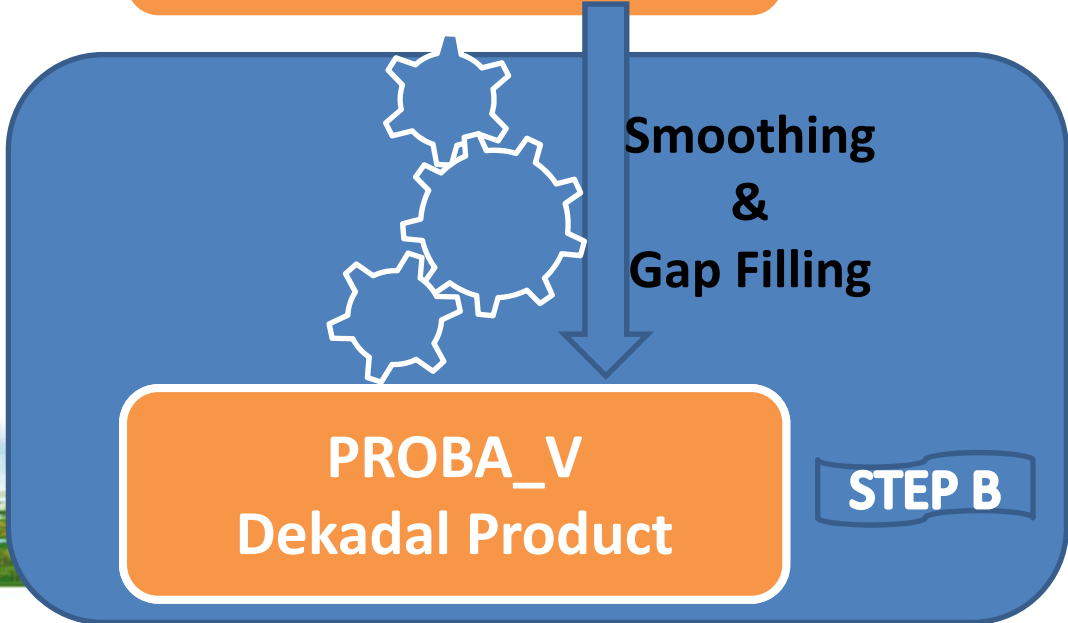 Smoothing
&
Gap Filling
PROBA_V
Dekadal Product
STEP B